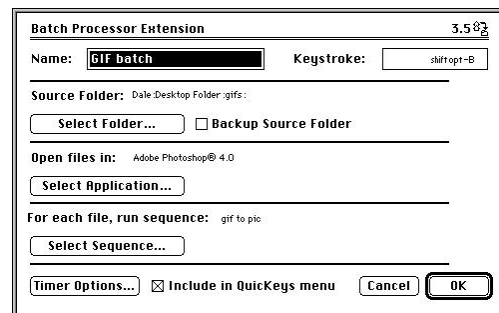 Batch Processor Extension 3.5
Name: GIF batch Keystroke: shift opt-B
Source Folder: Dale:Desktop Folder:gifs:
Select Folder... Backup Source Folder
Open files in: Adobe Photoshop® 4.0
Select Application...
For each file, run sequence: gif to pic
Select Sequence...
Timer Options... Include in QuicKeys menu Cancel OK